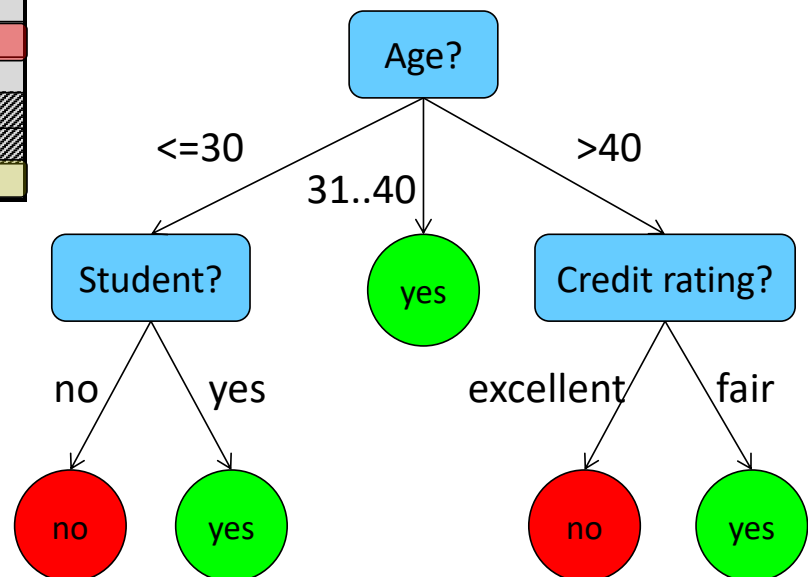 Age?
<=30
31..40
>40
Student?
yes
Credit rating?
no
yes
excellent
fair
no
yes
no
yes